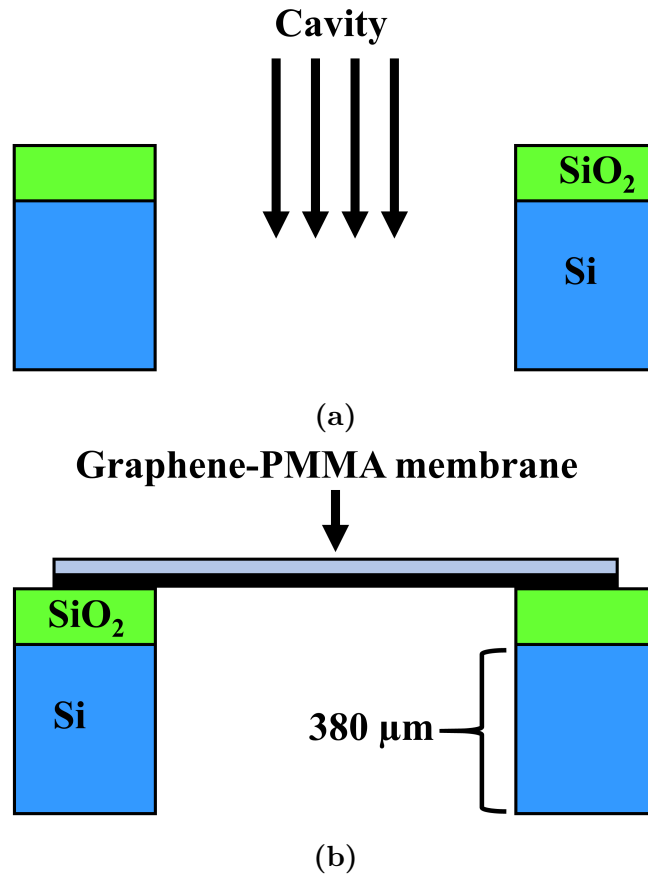 Cavity
SiO₂
Si
(a)
Graphene-PMMA membrane
SiO₂
Si
380 µm
(b)